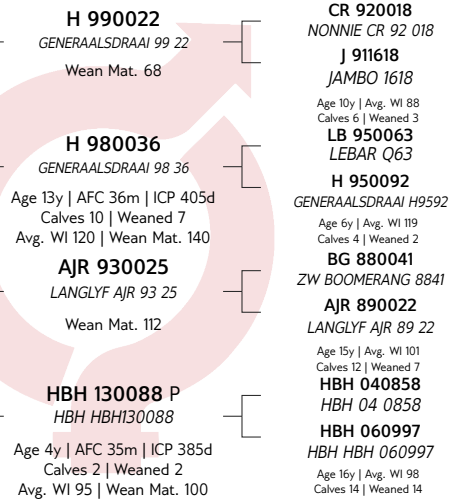 H 990022
GENERAALSDRAAI 99 22
Wean Mat. 68
H 980036
GENERAALSDRAAI 98 36
Age 13y | AFC 36m | ICP 405d
Calves 10 | Weaned 7
Avg. WI 120 | Wean Mat. 140
AJR 930025
LANGLYF AJR 93 25
Wean Mat. 112
HBH 130088 P
HBH HBH130088
Age 4y | AFC 35m | ICP 385d
Calves 2 | Weaned 2
Avg. WI 95 | Wean Mat. 100
CR 920018
NONNIE CR 92 018
J 911618
JAMBO 1618
Age 10y | Avg. WI 88
Calves 6 | Weaned 3
LB 950063
LEBAR Q63
H 950092
GENERAALSDRAAI H9592
Age 6y | Avg. WI 119
Calves 4 | Weaned 2
BG 880041
ZW BOOMERANG 8841
AJR 890022
LANGLYF AJR 89 22
Age 15y | Avg. WI 101
Calves 12 | Weaned 7
HBH 040858
HBH 04 0858
HBH 060997
HBH HBH 060997
Age 16y | Avg. WI 98
Calves 14 | Weaned 14